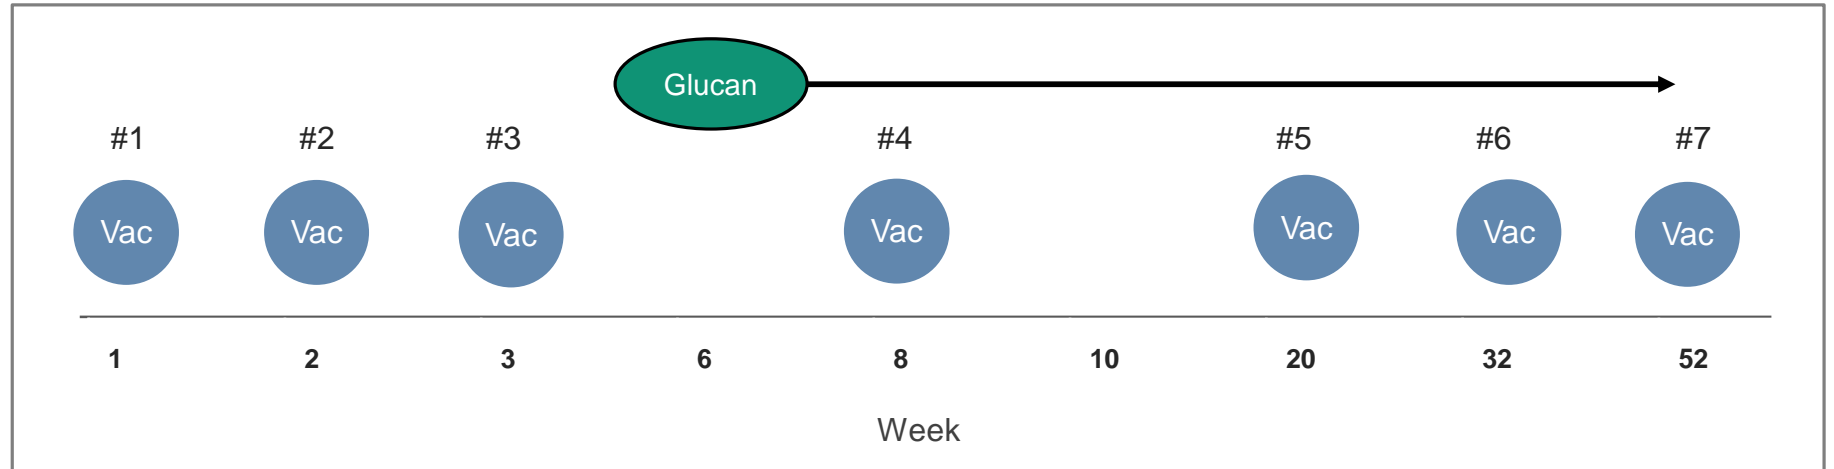 Glucan
#1 #2 #3 #4 #5 #6 #7
Vac Vac Vac Vac Vac Vac Vac
1 2 3 6 8 10 20 32 52
Week